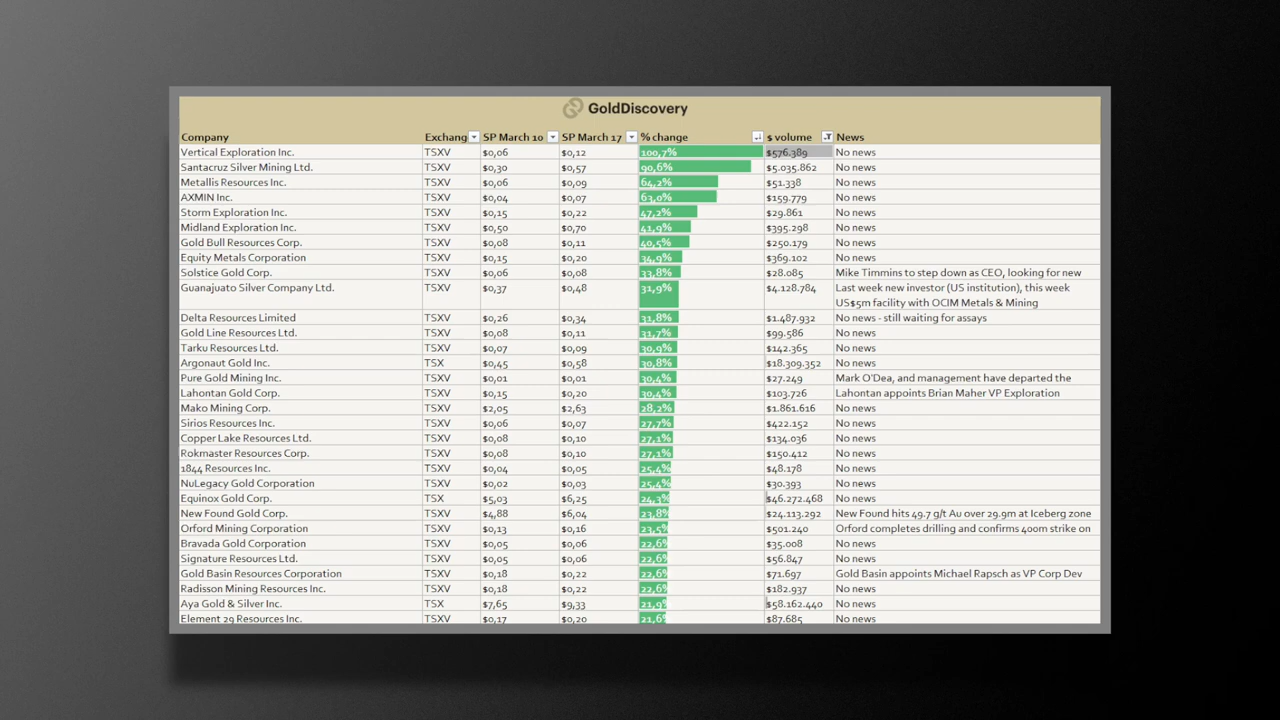 GoldDiscovery
Company Exchang SP March 10 SP March 17 % change $ volume News
Vertical Exploration Inc. TSXV $0,06 $0,12 100,7% $576.389 No news
Santacruz Silver Mining Ltd. TSXV $0,30 $0,57 90,6% $5.035.862 No news
Metallis Resources Inc. TSXV $0,06 $0,09 64,2% $51.338 No news
AXMIN Inc. TSXV $0,04 $0,07 63,0% $159.779 No news
Storm Exploration Inc. TSXV $0,15 $0,22 47,2% $29.861 No news
Midland Exploration Inc. TSXV $0,50 $0,70 41,9% $395.298 No news
Gold Bull Resources Corp. TSXV $0,08 $0,11 40,5% $250.179 No news
Equity Metals Corporation TSXV $0,15 $0,20 34,9% $369.102 No news
Solstice Gold Corp. TSXV $0,06 $0,08 33,8% $28.085 Mike Timmins to step down as CEO, looking for new
Guanajuato Silver Company Ltd. TSXV $0,37 $0,48 31,9% $4.128.784 Last week new investor (US institution), this week
US$5m facility with OCIM Metals & Mining
Delta Resources Limited TSXV $0,26 $0,34 31,8% $1.487.932 No news - still waiting for assays
Gold Line Resources Ltd. TSXV $0,08 $0,11 31,7% $99.586 No news
Tarku Resources Ltd. TSXV $0,07 $0,09 30,9% $142.365 No news
Argonaut Gold Inc. TSX $0,45 $0,58 30,8% $18.309.352 No news
Pure Gold Mining Inc. TSXV $0,01 $0,01 30,4% $27.249 Mark O'Dea, and management have departed the
Lahontan Gold Corp. TSXV $0,15 $0,20 30,4% $103.726 Lahontan appoints Brian Maher VP Exploration
Mako Mining Corp. TSXV $2,05 $2,63 28,2% $1.861.616 No news
Sirios Resources Inc. TSXV $0,06 $0,07 27,7% $422.152 No news
Copper Lake Resources Ltd. TSXV $0,08 $0,10 27,1% $134.036 No news
Rokmaster Resources Corp. TSXV $0,08 $0,10 27,1% $150.412 No news
1844 Resources Inc. TSXV $0,04 $0,05 25,4% $48.178 No news
NuLegacy Gold Corporation TSXV $0,02 $0,03 25,4% $30.393 No news
Equinox Gold Corp. TSX $5,03 $6,25 24,3% $46.272.468 No news
New Found Gold Corp. TSXV $4,88 $6,04 23,8% $24.113.292 New Found hits 49.7 g/t Au over 29.9m at Iceberg zone
Orford Mining Corporation TSXV $0,13 $0,16 23,5% $501.240 Orford completes drilling and confirms 400m strike on
Bravada Gold Corporation TSXV $0,05 $0,06 22,6% $35.008 No news
Signature Resources Ltd. TSXV $0,05 $0,06 22,6% $56.847 No news
Gold Basin Resources Corporation TSXV $0,18 $0,22 22,6% $71.697 Gold Basin appoints Michael Rapsch as VP Corp Dev
Radisson Mining Resources Inc. TSXV $0,18 $0,22 22,6% $182.937 No news
Aya Gold & Silver Inc. TSX $7,65 $9,33 21,9% $58.162.440 No news
Element 29 Resources Inc. TSXV $0,17 $0,20 21,6% $87.685 No news